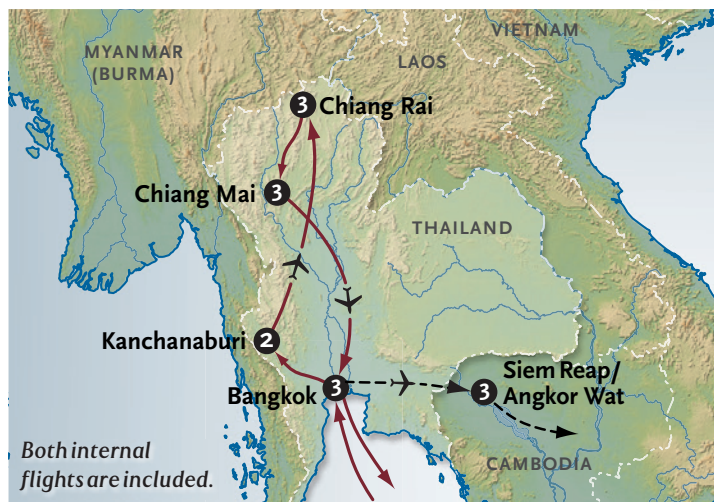 VIETNAM
MYANMAR
(BURMA)
LAOS
3 Chiang Rai
Chiang Mai 3
THAILAND
Kanchanaburi 2
Bangkok 3
3 Siem Reap/
Angkor Wat
Both internal
flights are included.
CAMBODIA